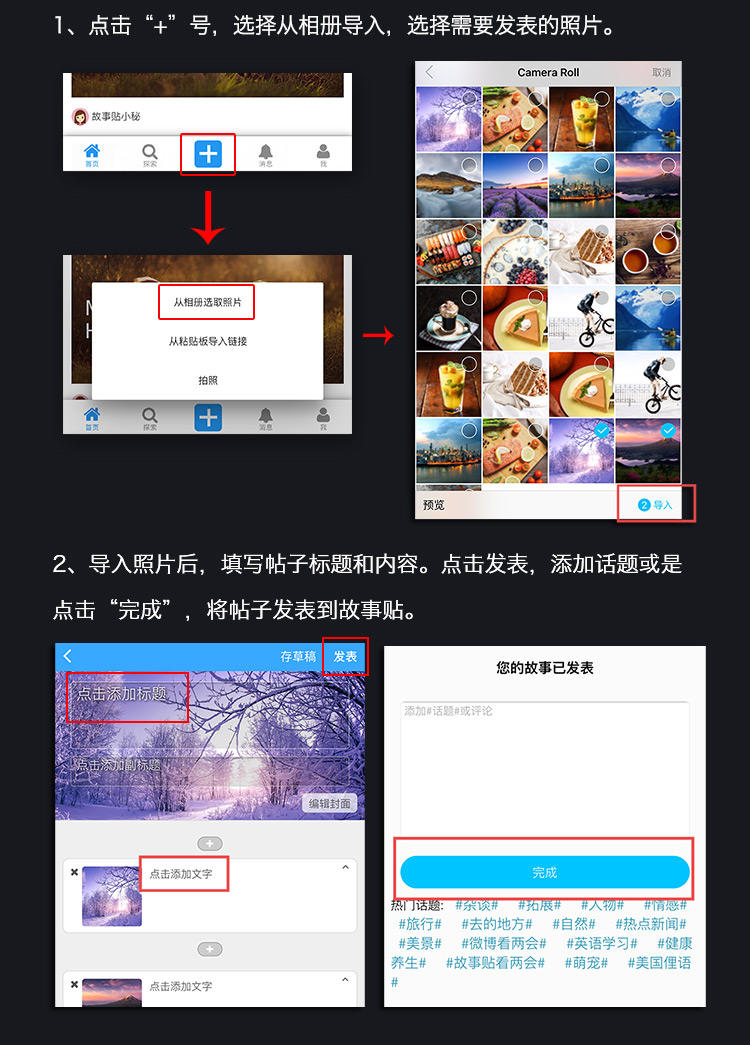 1、点击“+”号，选择从相册导入，选择需要发表的照片。
故事贴小秘
首页
探索
消息
我
从相册选取照片
从粘贴板导入链接
拍照
首页
探索
消息
我
Camera Roll
取消
预览
2 导入
2、导入照片后，填写帖子标题和内容。点击发表，添加话题或是
点击“完成”，将帖子发表到故事贴。
存草稿 发表
点击添加标题
点击添加副标题
编辑封面
点击添加文字
点击添加文字
您的故事已发表
添加#话题#或评论
完成
热门话题: #杂谈# #拓展# #人物# #情感#
#旅行# #去的地方# #自然# #热点新闻#
#美景# #微博看两会# #英语学习# #健康
养生# #故事贴看两会# #萌宠# #美国俚语
#